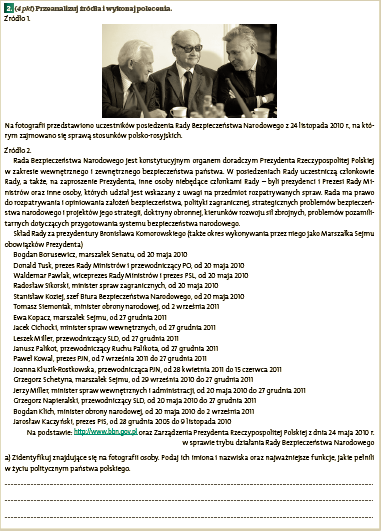 2. (4 pkt) Przeanalizuj źródła i wykonaj polecenia.
Źródło 1.
Na fotografii przedstawiono uczestników posiedzenia Rady Bezpieczeństwa Narodowego z 24 listopada 2010 r., na któ-
rym zajmowano się sprawą stosunków polsko-rosyjskich.
Źródło 2.
Rada Bezpieczeństwa Narodowego jest konstytucyjnym organem doradczym Prezydenta Rzeczypospolitej Polskiej
w zakresie wewnętrznego i zewnętrznego bezpieczeństwa państwa. W posiedzeniach Rady uczestniczą członkowie
Rady, a także, na zaproszenie Prezydenta, inne osoby niebędące członkami Rady – byli prezydenci i Prezesi Rady Mi-
nistrów oraz inne osoby, których udział jest wskazany z uwagi na przedmiot rozpatrywanych spraw. Rada ma prawo
do rozpatrywania i opiniowania założeń bezpieczeństwa, polityki zagranicznej, strategicznych problemów bezpieczeń-
stwa narodowego i projektów jego strategii, doktryny obronnej, kierunków rozwoju sił zbrojnych, problemów pozamili-
tarnych dotyczących przygotowania systemu bezpieczeństwa narodowego.
Skład Rady za prezydentury Bronisława Komorowskiego (także okres wykonywania przez niego jako Marszałka Sejmu
obowiązków Prezydenta)
Bogdan Borusewicz, marszałek Senatu, od 20 maja 2010
Donald Tusk, prezes Rady Ministrów i przewodniczący PO, od 20 maja 2010
Waldemar Pawlak, wiceprezes Rady Ministrów i prezes PSL, od 20 maja 2010
Radosław Sikorski, minister spraw zagranicznych, od 20 maja 2010
Stanisław Koziej, szef Biura Bezpieczeństwa Narodowego, od 20 maja 2010
Tomasz Siemoniak, minister obrony narodowej, od 2 września 2011
Ewa Kopacz, marszałek Sejmu, od 27 grudnia 2011
Jacek Cichocki, minister spraw wewnętrznych, od 27 grudnia 2011
Leszek Miller, przewodniczący SLD, od 27 grudnia 2011
Janusz Palikot, przewodniczący Ruchu Palikota, od 27 grudnia 2011
Paweł Kowal, prezes PJN, od 7 września 2011 do 27 grudnia 2011
Joanna Kluzik-Rostkowska, przewodnicząca PJN, od 28 kwietnia 2011 do 15 czerwca 2011
Grzegorz Schetyna, marszałek Sejmu, od 29 września 2010 do 27 grudnia 2011
Jerzy Miller, minister spraw wewnętrznych i administracji, od 20 maja 2010 do 27 grudnia 2011
Grzegorz Napieralski, przewodniczący SLD, od 20 maja 2010 do 27 grudnia 2011
Bogdan Klich, minister obrony narodowej, od 20 maja 2010 do 2 września 2011
Jarosław Kaczyński, prezes PiS, od 28 grudnia 2005 do 9 listopada 2010
Na podstawie: http://www.bbn.gov.pl oraz Zarządzenia Prezydenta Rzeczypospolitej Polskiej z dnia 24 maja 2010 r.
w sprawie trybu działania Rady Bezpieczeństwa Narodowego
a) Zidentyfikuj znajdujące się na fotografii osoby. Podaj ich imiona i nazwiska oraz najważniejsze funkcje, jakie pełnili
w życiu politycznym państwa polskiego.